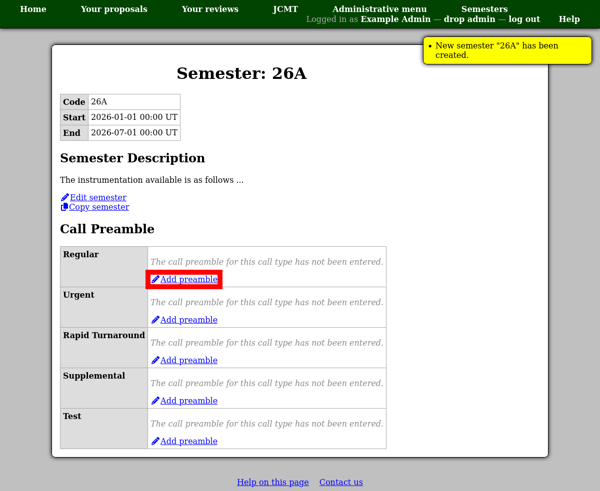 Home Your proposals Your reviews JCMT Administrative menu Semesters
Logged in as Example Admin — drop admin — log out Help
New semester "26A" has been
created.
Semester: 26A
Code 26A
Start 2026-01-01 00:00 UT
End 2026-07-01 00:00 UT
Semester Description
The instrumentation available is as follows ...
Edit semester
Copy semester
Call Preamble
Regular
The call preamble for this call type has not been entered.
Add preamble
Urgent
The call preamble for this call type has not been entered.
Add preamble
Rapid Turnaround
The call preamble for this call type has not been entered.
Add preamble
Supplemental
The call preamble for this call type has not been entered.
Add preamble
Test
The call preamble for this call type has not been entered.
Add preamble
Help on this page Contact us